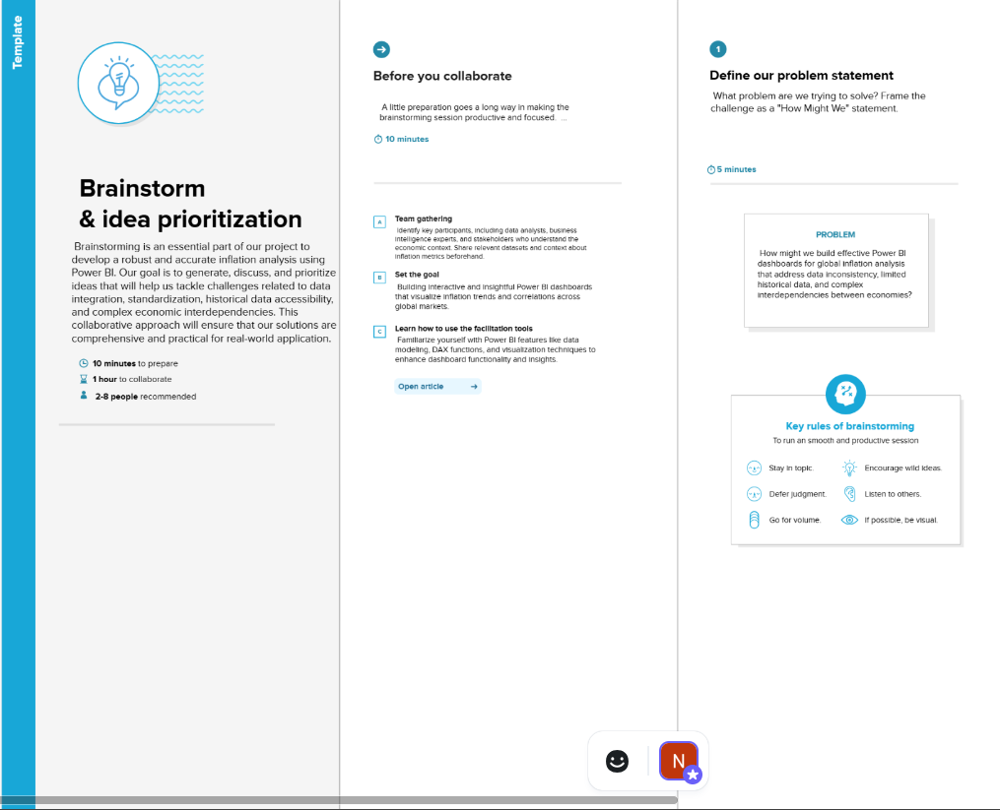 Template
Brainstorm
& idea prioritization
Brainstorming is an essential part of our project to
develop a robust and accurate inflation analysis using
Power BI. Our goal is to generate, discuss, and prioritize
ideas that will help us tackle challenges related to data
integration, standardization, historical data accessibility,
and complex economic interdependencies. This
collaborative approach will ensure that our solutions are
comprehensive and practical for real-world application.
10 minutes to prepare
1 hour to collaborate
2-8 people recommended
Before you collaborate
A little preparation goes a long way in making the
brainstorming session productive and focused. ...
10 minutes
A
Team gathering
Identify key participants, including data analysts, business
intelligence experts, and stakeholders who understand the
economic context. Share relevant datasets and context about
inflation metrics beforehand.
B
Set the goal
Building interactive and insightful Power BI dashboards
that visualize inflation trends and correlations across
global markets.
C
Learn how to use the facilitation tools
Familiarize yourself with Power BI features like data
modeling, DAX functions, and visualization techniques to
enhance dashboard functionality and insights.
Open article
1
Define our problem statement
What problem are we trying to solve? Frame the
challenge as a "How Might We" statement.
5 minutes
PROBLEM
How might we build effective Power BI
dashboards for global inflation analysis
that address data inconsistency, limited
historical data, and complex
interdependencies between economies?
Key rules of brainstorming
To run an smooth and productive session
Stay in topic.
Encourage wild ideas.
Defer judgment.
Listen to others.
Go for volume.
If possible, be visual.
N